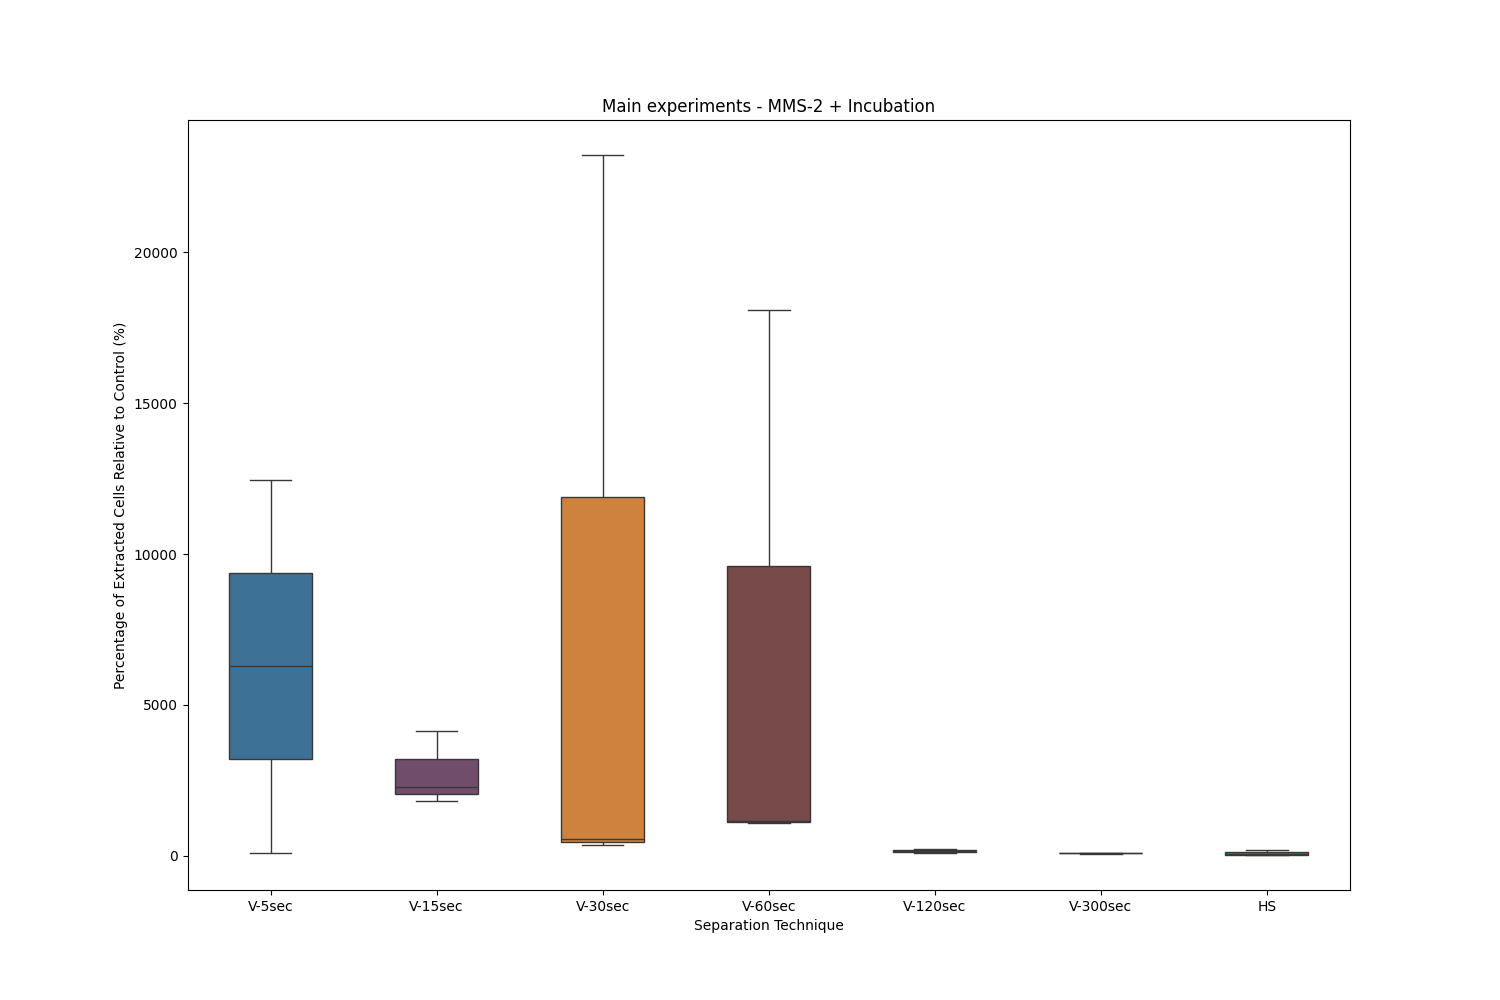 Main experiments - MMS-2 + Incubation
Percentage of Extracted Cells Relative to Control (%)
20000
15000
10000
5000
0
V-5sec V-15sec V-30sec V-60sec V-120sec V-300sec HS
Separation Technique